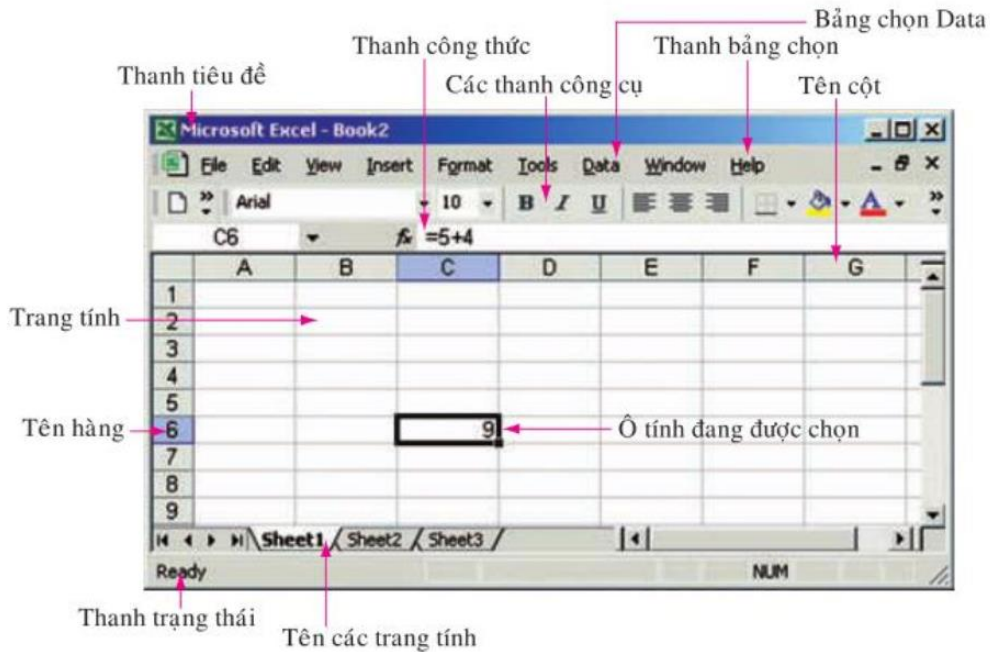 Bảng chọn Data
Thanh công thức
Thanh bảng chọn
Thanh tiêu đề
Các thanh công cụ
Tên cột
Microsoft Excel - Book2
File Edit View Insert Format Tools Data Window Help
Arial 10 B I U A
C6 fx =5+4
A B C D E F G
1
Trang tính
2
3
4
5
Tên hàng
6 9
Ô tính đang được chọn
7
8
9
Sheet1 Sheet2 Sheet3
Ready NUM
Thanh trạng thái
Tên các trang tính